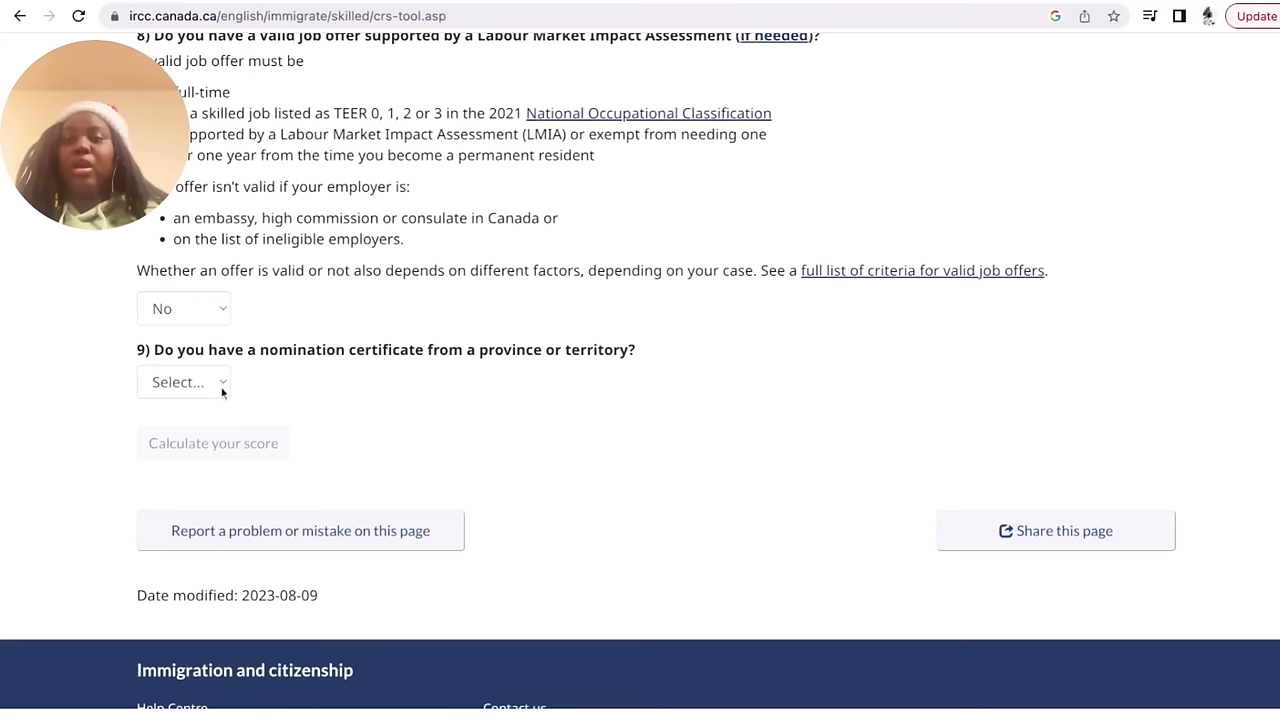 ircc.canada.ca/english/immigrate/skilled/crs-tool.asp
Update
8) Do you have a valid job offer supported by a Labour Market Impact Assessment (if needed)?
valid job offer must be
full-time
a skilled job listed as TEER 0, 1, 2 or 3 in the 2021 National Occupational Classification
supported by a Labour Market Impact Assessment (LMIA) or exempt from needing one
one year from the time you become a permanent resident
offer isn't valid if your employer is:
• an embassy, high commission or consulate in Canada or
• on the list of ineligible employers.
Whether an offer is valid or not also depends on different factors, depending on your case. See a full list of criteria for valid job offers.
No
9) Do you have a nomination certificate from a province or territory?
Select...
Calculate your score
Report a problem or mistake on this page
Share this page
Date modified: 2023-08-09
Immigration and citizenship
Help Centre
Contact us